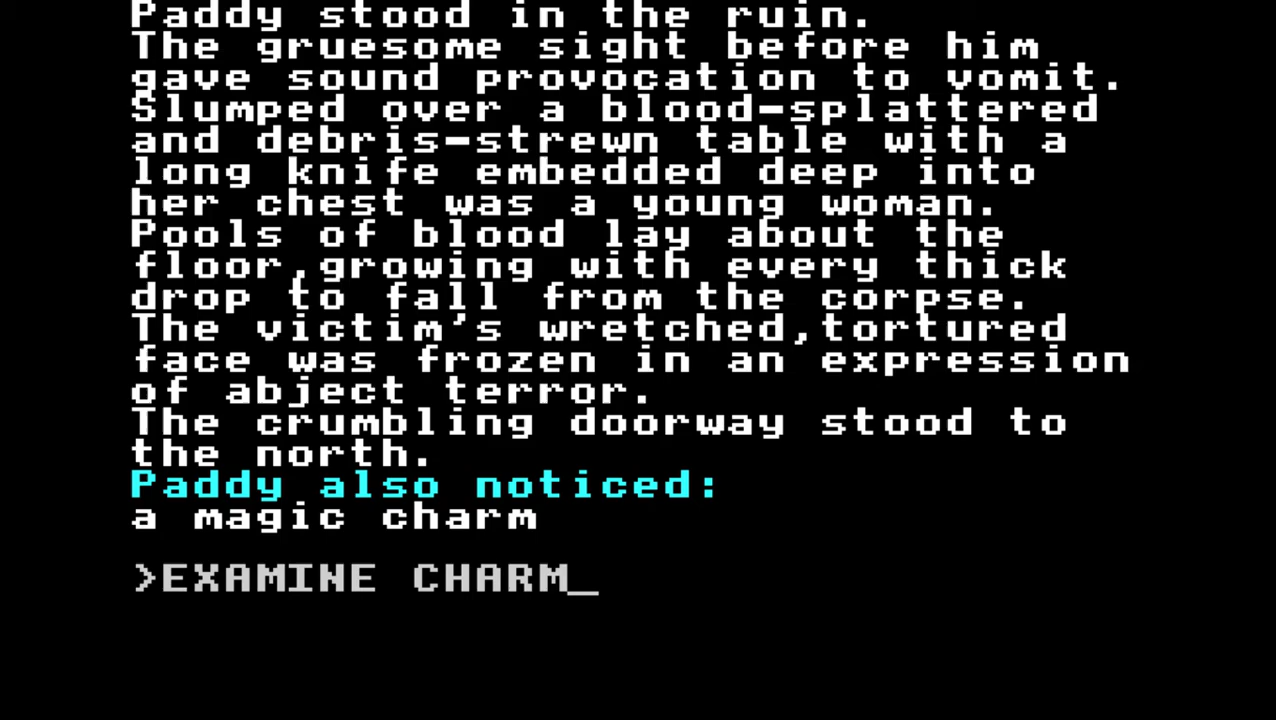 Paddy stood in the ruin.
The gruesome sight before him
gave sound provocation to vomit.
Slumped over a blood-splattered
and debris-strewn table with a
long knife embedded deep into
her chest was a young woman.
Pools of blood lay about the
floor,growing with every thick
drop to fall from the corpse.
The victim's wretched,tortured
face was frozen in an expression
of abject terror.
The crumbling doorway stood to
the north.
Paddy also noticed:
a magic charm
>EXAMINE CHARM_